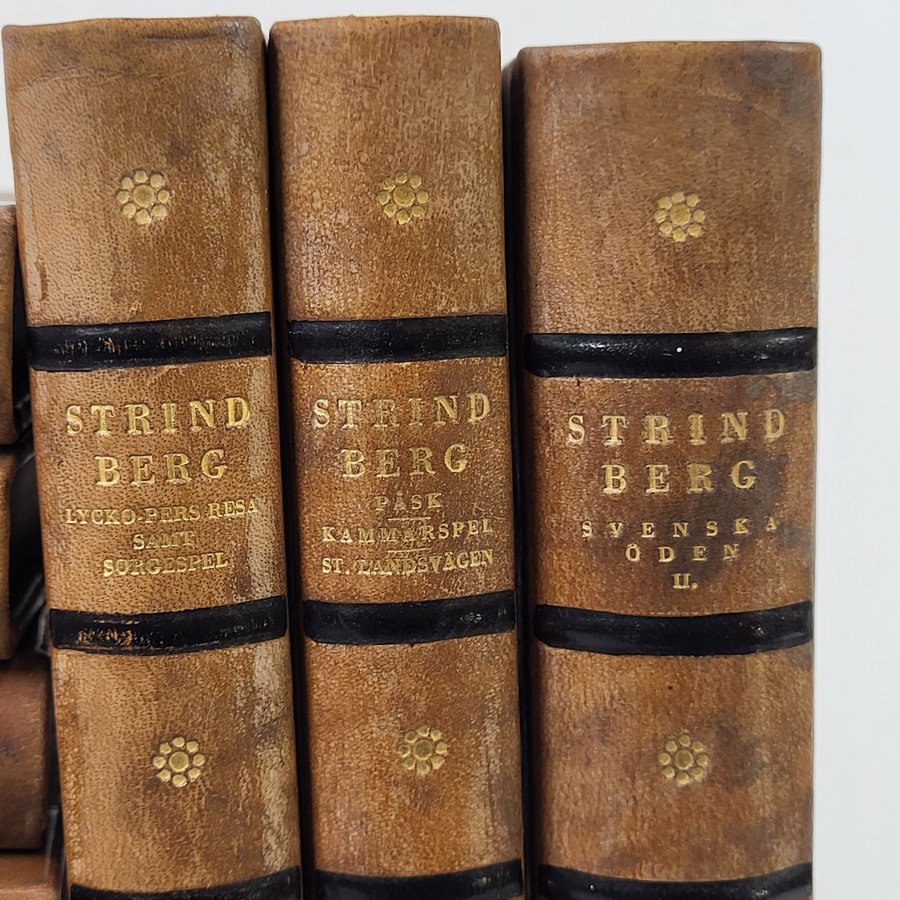 STRIND
BERG
LYCKO-PERS RESA
SAMT
SORGESPEL
STRIND
BERG
PÅSK
KAMMARSPEL
ST. LANDSVÄGEN
STRIND
BERG
SVENSKA
ÖDEN
II.